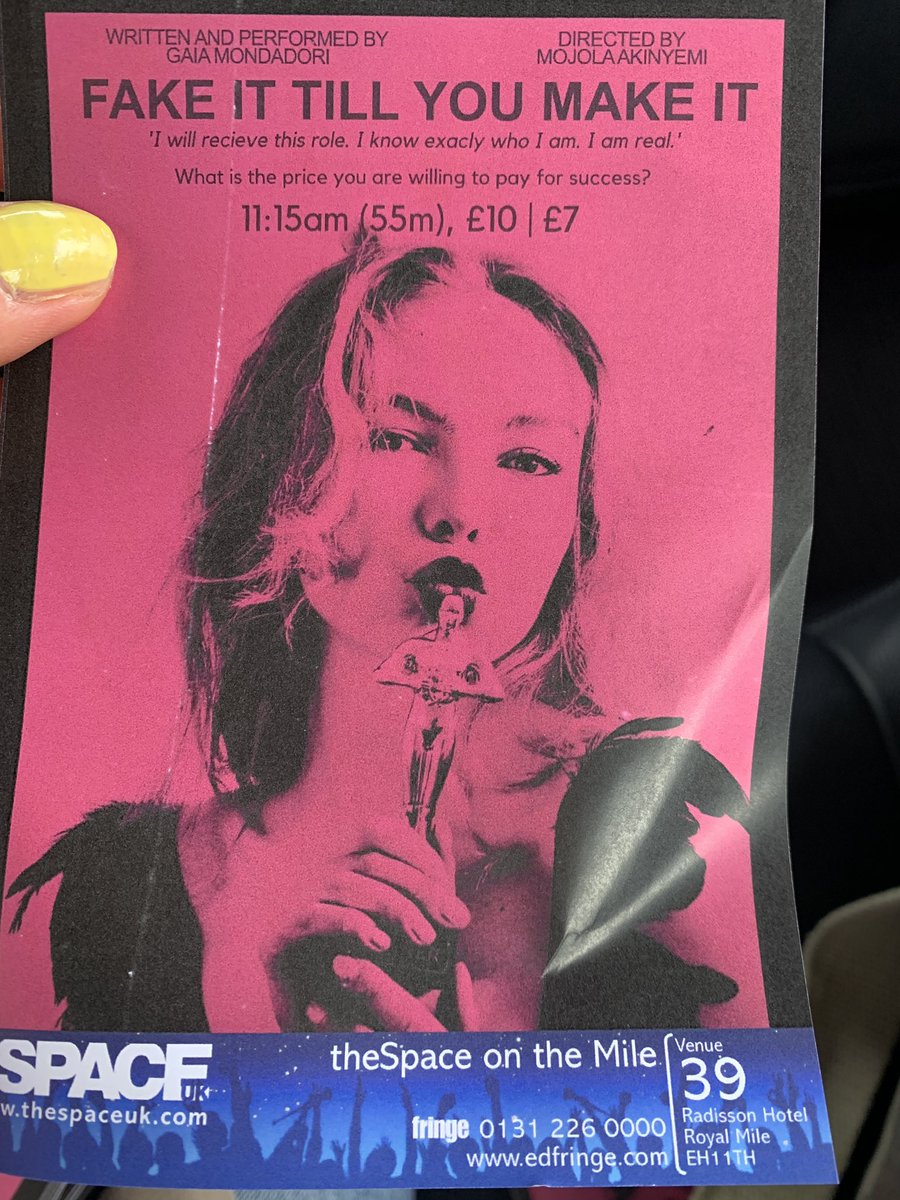 WRITTEN AND PERFORMED BY
GAIA MONDADORI
DIRECTED BY
MOJOLA AKINYEMI
FAKE IT TILL YOU MAKE IT
'I will recieve this role. I know exacly who I am. I am real.'
What is the price you are willing to pay for success?
11:15am (55m), £10 | £7
SPACE UK
w.thespaceuk.com
theSpace on the Mile
fringe 0131 226 0000
www.edfringe.com
Venue
39
Radisson Hotel
Royal Mile
EH11TH